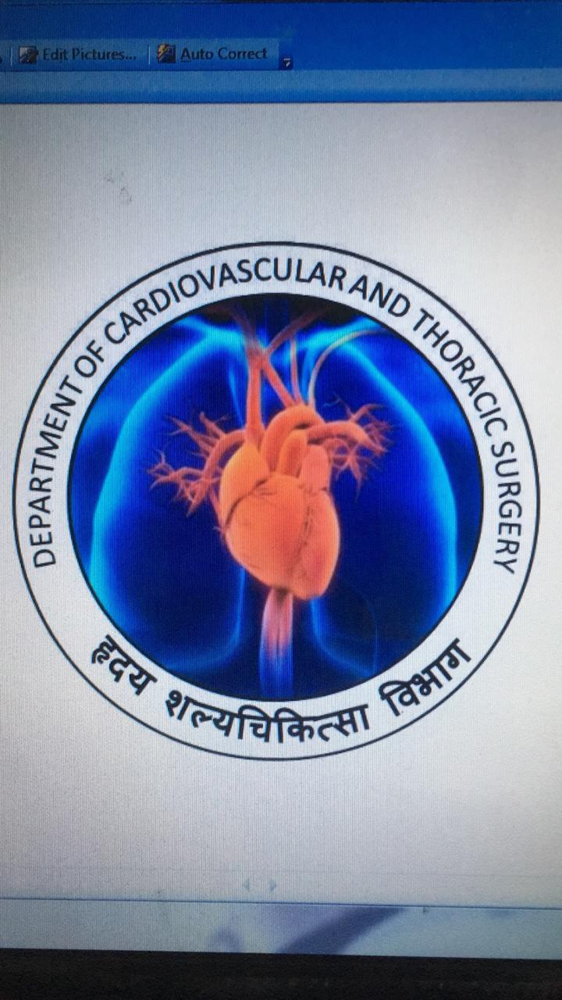 Edit Pictures... Auto Correct
DEPARTMENT OF CARDIOVASCULAR AND THORACIC SURGERY
हृदय शल्यचिकित्सा विभाग